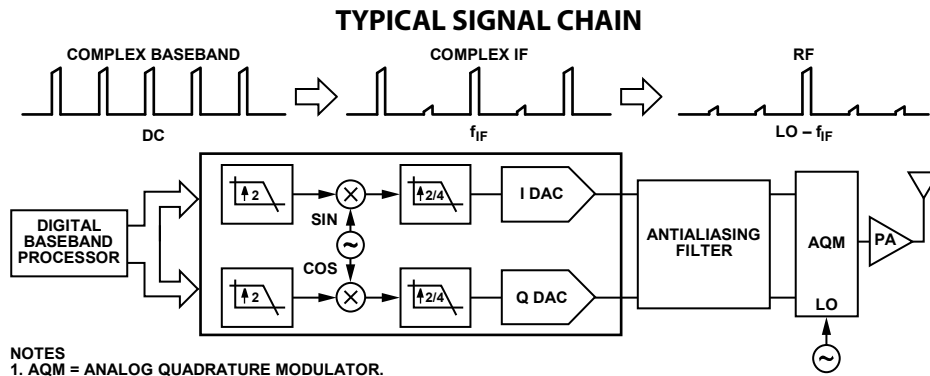 TYPICAL SIGNAL CHAIN
COMPLEX BASEBAND
COMPLEX IF
RF
DC
fIF
LO – fIF
DIGITAL
BASEBAND
PROCESSOR
2
2/4
I DAC
SIN
COS
2
2/4
Q DAC
ANTIALIASING
FILTER
AQM
LO
PA
NOTES
1. AQM = ANALOG QUADRATURE MODULATOR.